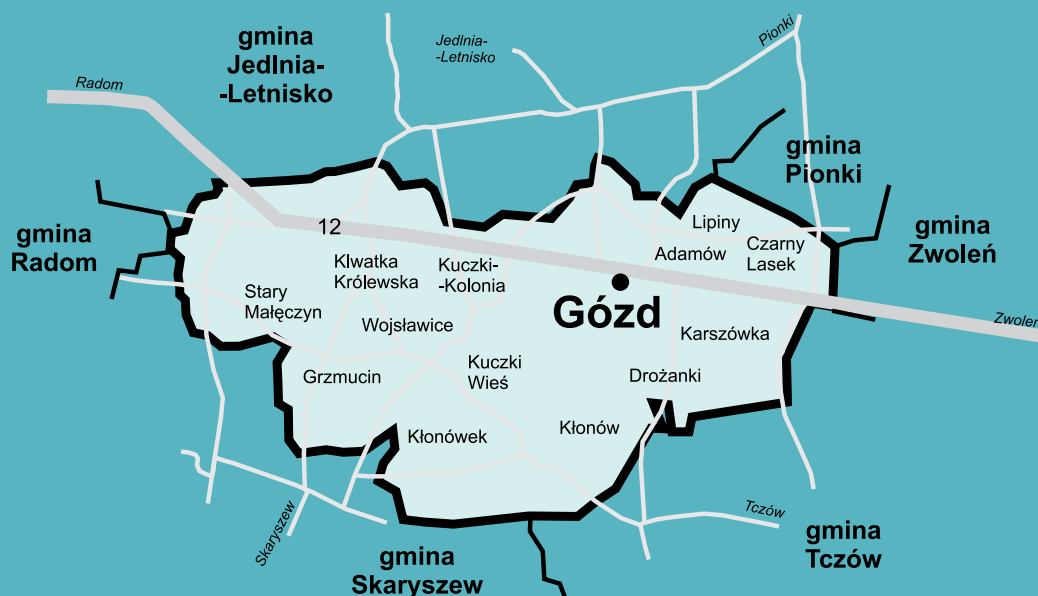 gmina
Jedlnia-
-Letnisko
Jedlnia-
-Letnisko
Pionki
Radom
gmina
Pionki
gmina
Radom
gmina
Zwoleń
12
Lipiny
Adamów
Czarny
Lasek
Klwatka
Królewska
Kuczki-
-Kolonia
Stary
Małęczyn
Gózd
Wojsławice
Karszówka
Zwoleń
Grzmucin
Kuczki
Wieś
Drożanki
Kłonówek
Kłonów
Skaryszew
Tczów
gmina
Tczów
gmina
Skaryszew